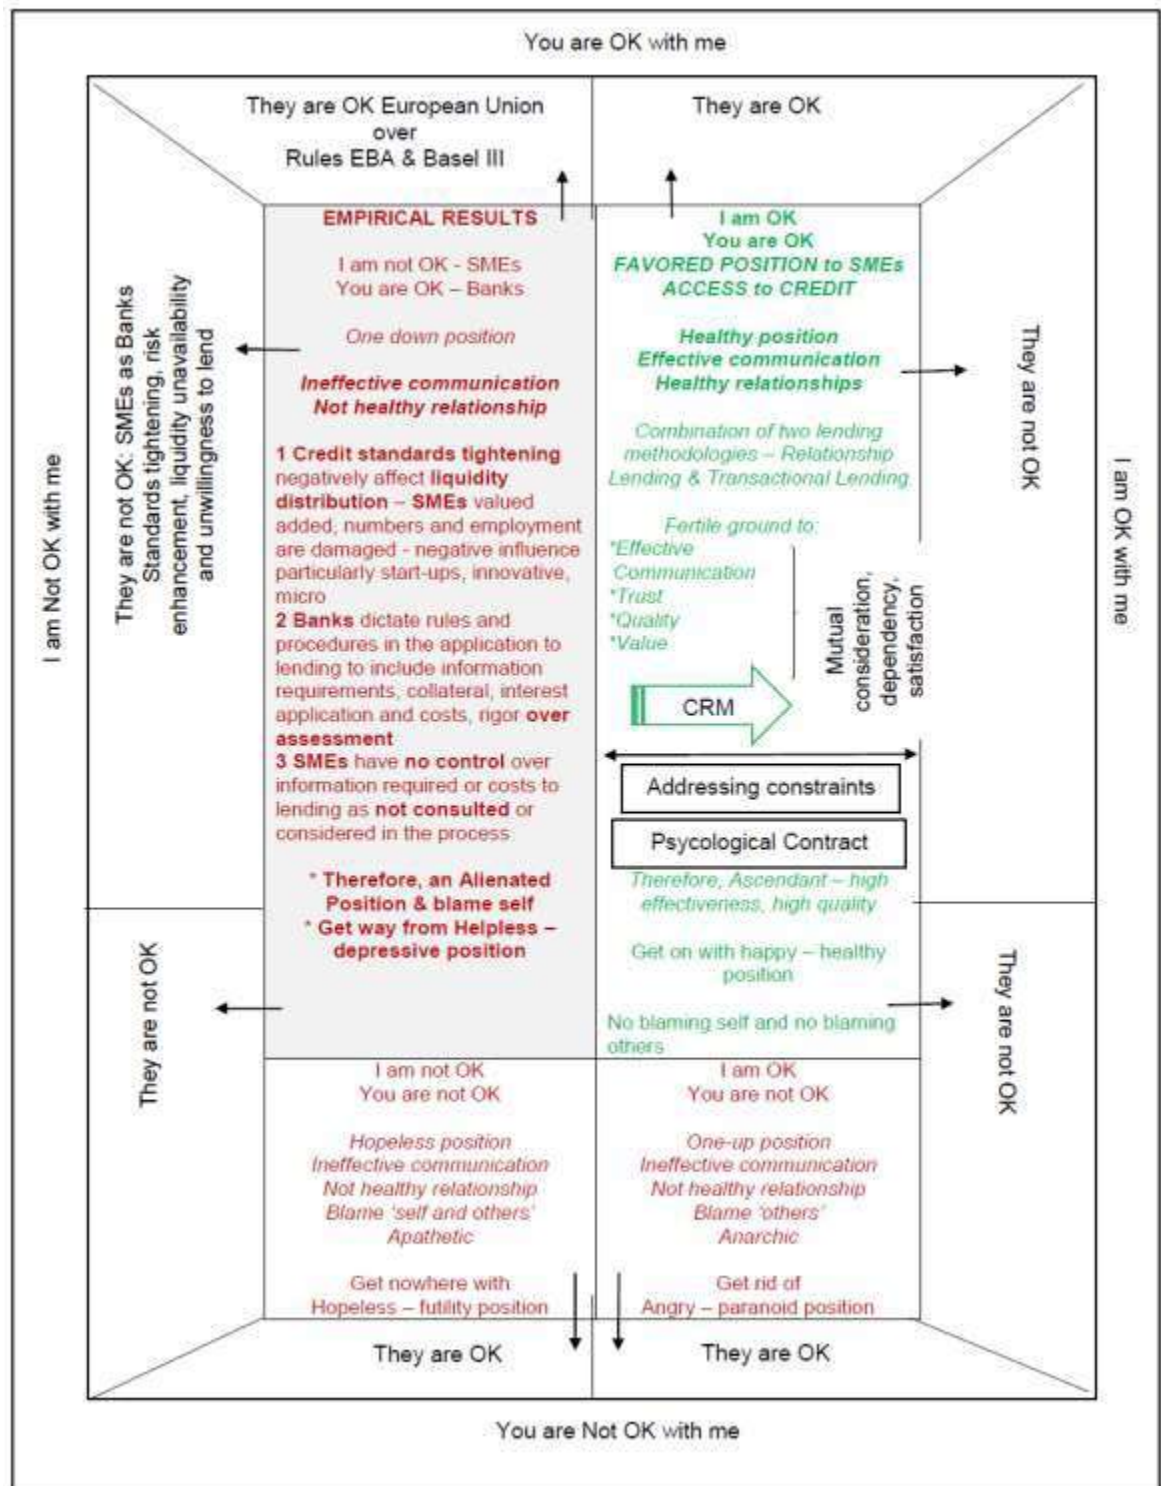 You are OK with me
They are OK European Union
over
Rules EBA & Basel III
They are OK
I am Not OK with me
They are not OK: SMEs as Banks
Standards tightening, risk
enhancement, liquidity unavailability
and unwillingness to lend
EMPIRICAL RESULTS
I am not OK - SMEs
You are OK – Banks
One down position
Ineffective communication
Not healthy relationship
1 Credit standards tightening
negatively affect liquidity
distribution – SMEs valued
added, numbers and employment
are damaged - negative influence
particularly start-ups, innovative,
micro
2 Banks dictate rules and
procedures in the application to
lending to include information
requirements, collateral, interest
application and costs, rigor over
assessment
3 SMEs have no control over
information required or costs to
lending as not consulted or
considered in the process
* Therefore, an Alienated
Position & blame self
* Get way from Helpless –
depressive position
I am OK
You are OK
FAVORED POSITION to SMEs
ACCESS to CREDIT
Healthy position
Effective communication
Healthy relationships
Combination of two lending
methodologies – Relationship
Lending & Transactional Lending
Fertile ground to:
*Effective
Communication
*Trust
*Quality
*Value
Mutual
consideration,
dependency,
satisfaction
CRM
Addressing constraints
Psycological Contract
Therefore, Ascendant – high
effectiveness, high quality
Get on with happy – healthy
position
No blaming self and no blaming
others
They are not OK
I am OK with me
They are not OK
They are not OK
I am not OK
You are not OK
Hopeless position
Ineffective communication
Not healthy relationship
Blame ‘self and others’
Apathetic
Get nowhere with
Hopeless – futility position
I am OK
You are not OK
One-up position
Ineffective communication
Not healthy relationship
Blame ‘others’
Anarchic
Get rid of
Angry – paranoid position
They are OK
They are OK
You are Not OK with me